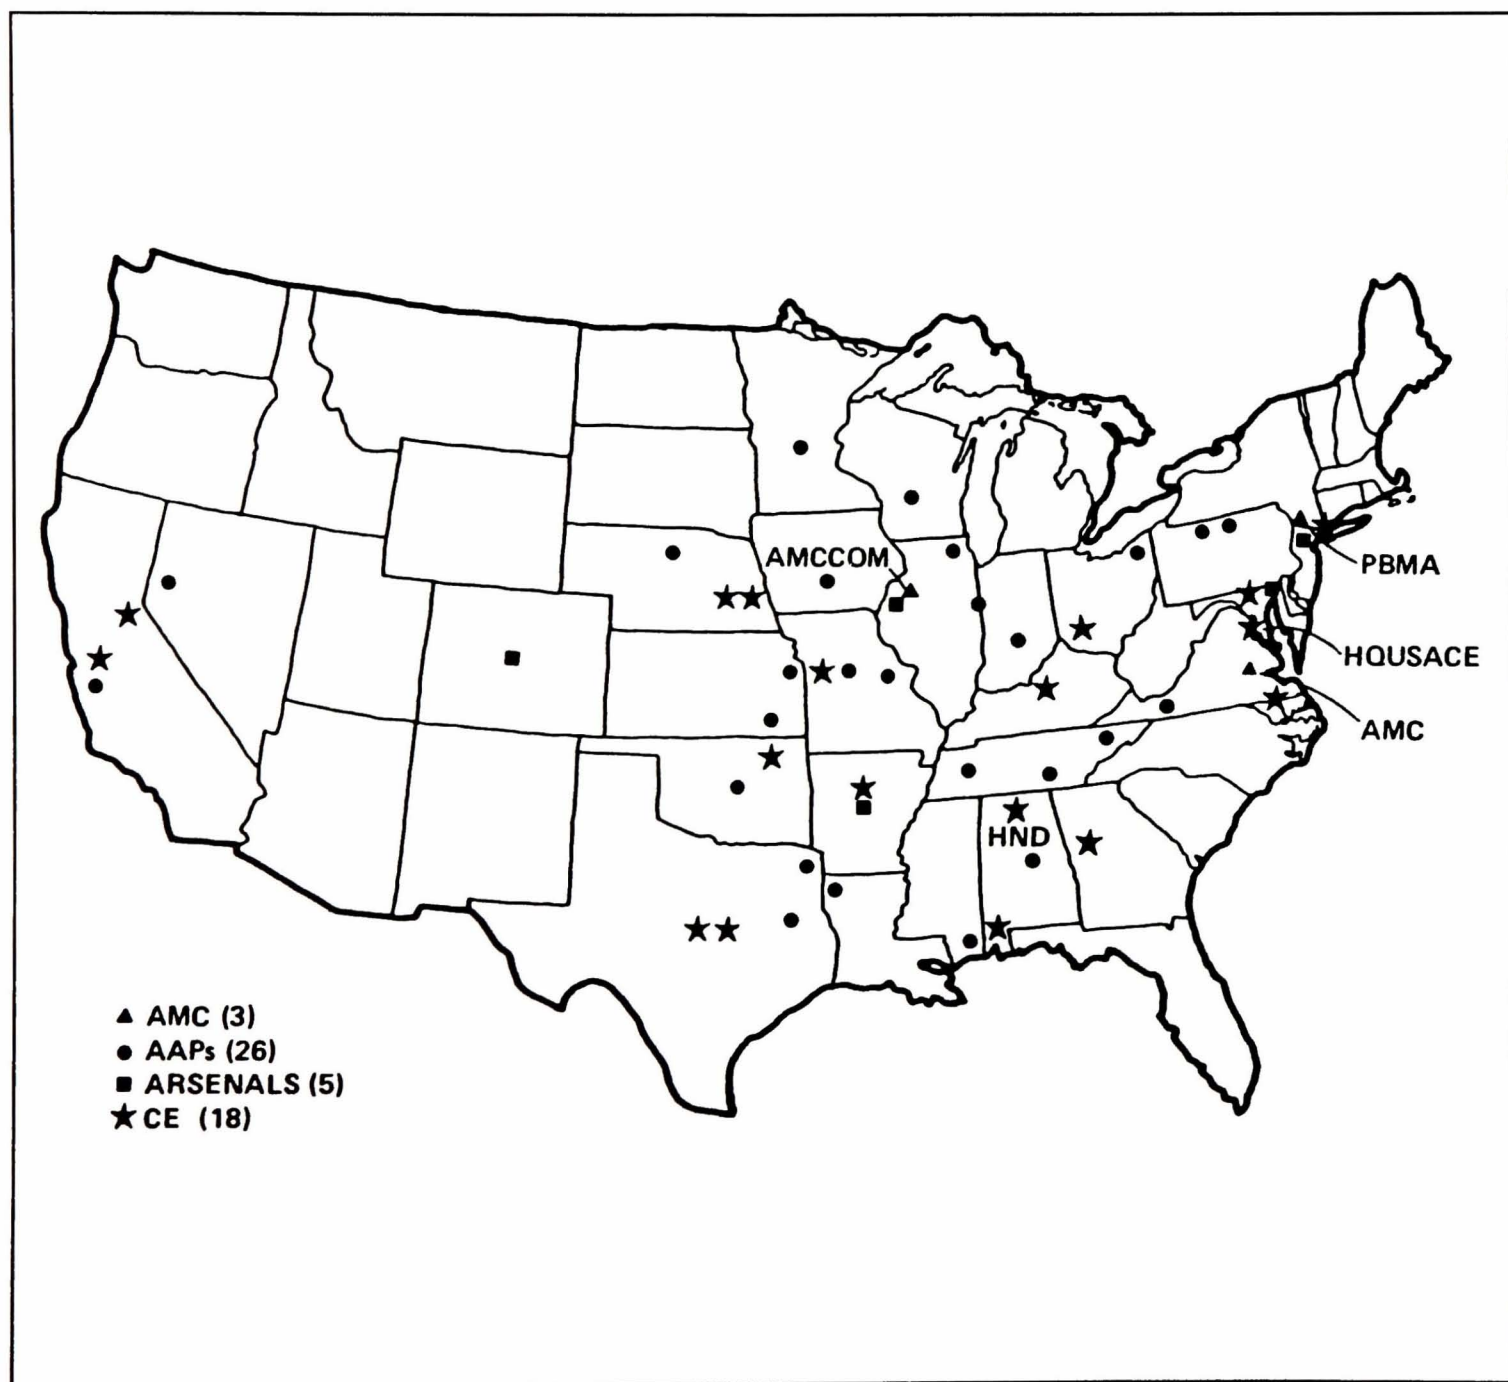 AMCCOM
PBMA
HQUSACE
AMC
HND
▲ AMC (3)
● AAPs (26)
■ ARSENALS (5)
★ CE (18)